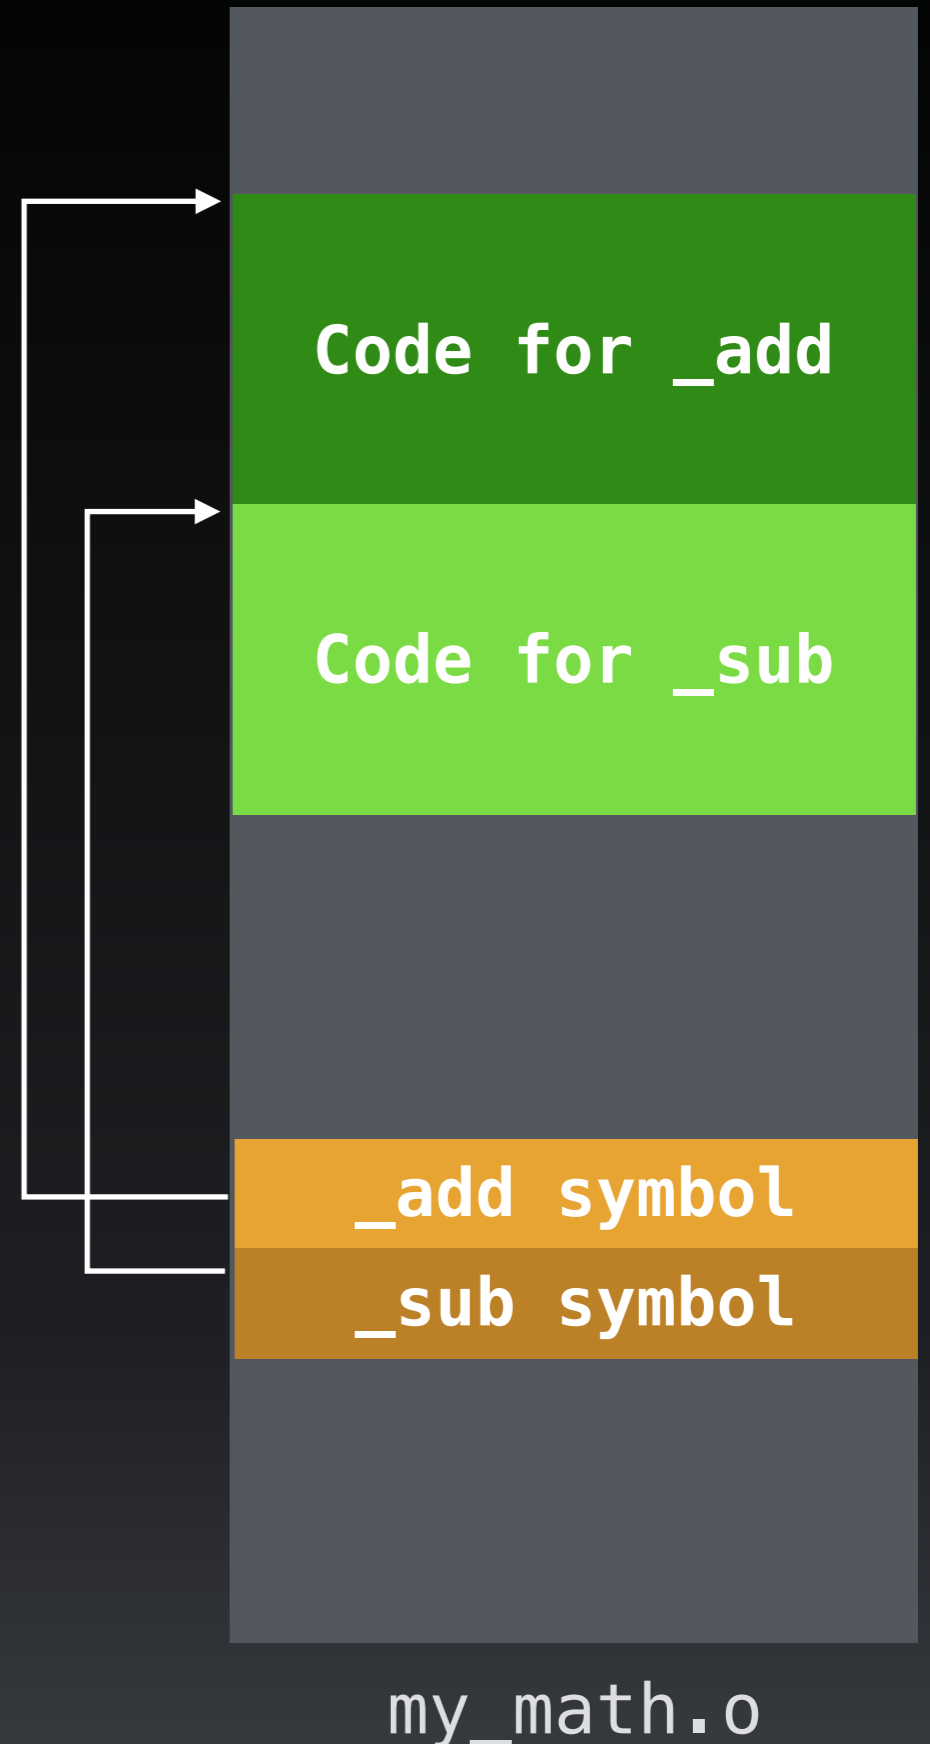 Code for _add
Code for _sub
_add symbol
_sub symbol
my_math.o